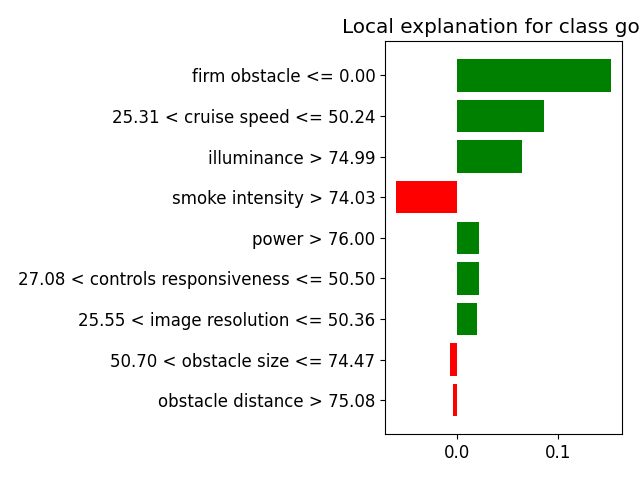 Local explanation for class go
firm obstacle <= 0.00
25.31 < cruise speed <= 50.24
illuminance > 74.99
smoke intensity > 74.03
power > 76.00
27.08 < controls responsiveness <= 50.50
25.55 < image resolution <= 50.36
50.70 < obstacle size <= 74.47
obstacle distance > 75.08
0.0 0.1